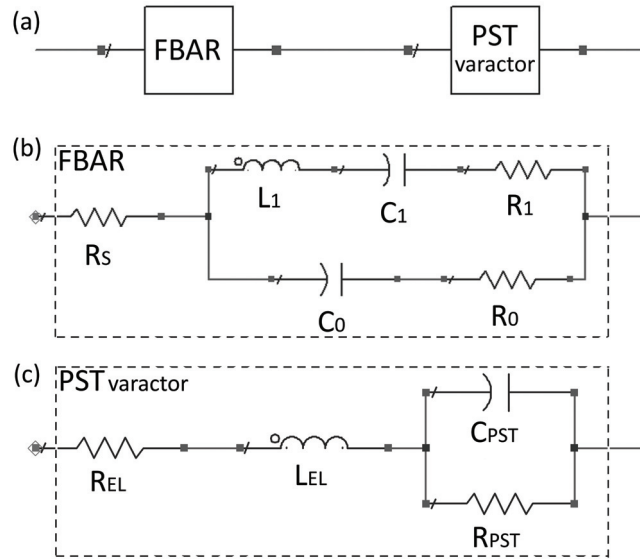 (a)
FBAR
PST
varactor
(b)
FBAR
L1
C1
R1
RS
C0
R0
(c)
PST varactor
CPST
REL
LEL
RPST